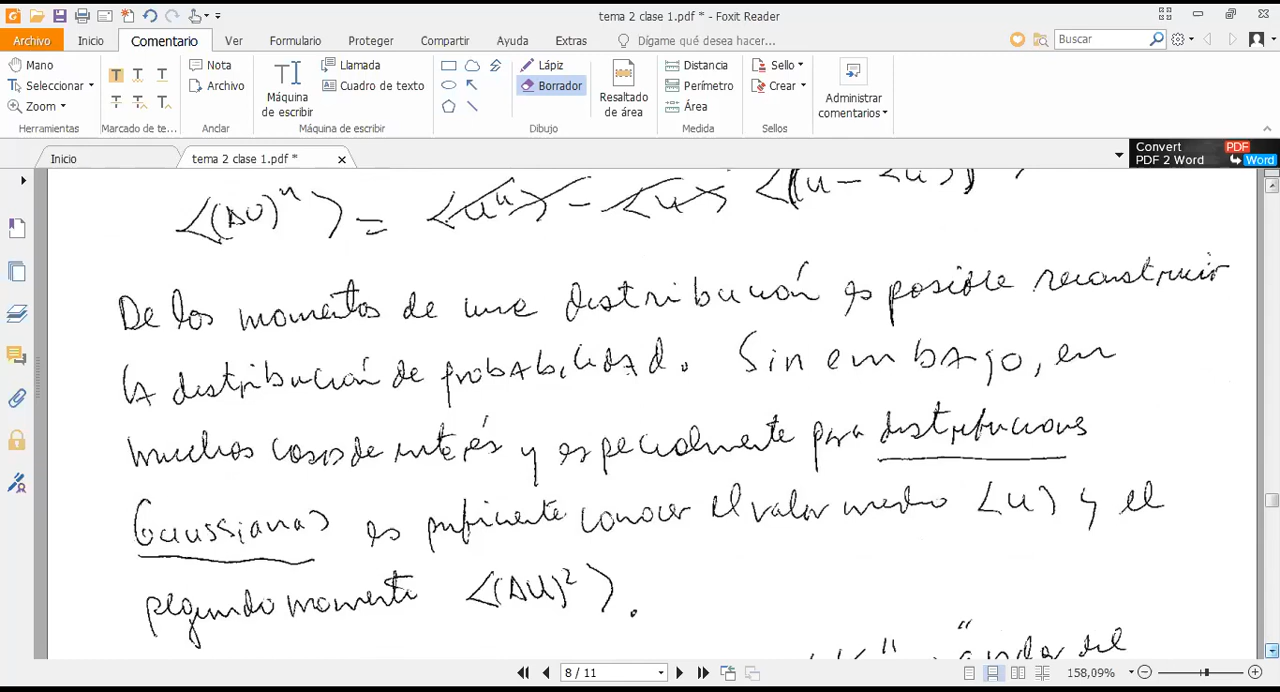 tema 2 clase 1.pdf * - Foxit Reader
Archivo Inicio Comentario Ver Formulario Proteger Compartir Ayuda Extras Dígame qué desea hacer... Buscar
Mano
Seleccionar
Zoom
Herramientas
T T T
T T T
Marcado de te...
Nota
Archivo
Anclar
Máquina de escribir
Llamada
Cuadro de texto
Máquina de escribir
Lápiz
Borrador
Dibujo
Resaltado de área
Distancia
Perímetro
Área
Medida
Sello
Crear
Sellos
Administrar comentarios
Inicio tema 2 clase 1.pdf * x
Convert PDF
PDF 2 Word Word
<(ΔU)^n> = <u^n> - <u> <(u - <u>)
De los momentos de una distribución es posible reconstruir
la distribución de probabilidad. Sin embago, en
muchos casos de interés y especialmente para distribuciones
Gaussianas es suficiente conocer el valor medio <u> y el
segundo momento <(ΔU)^2>.
del
8 / 11 158,09%